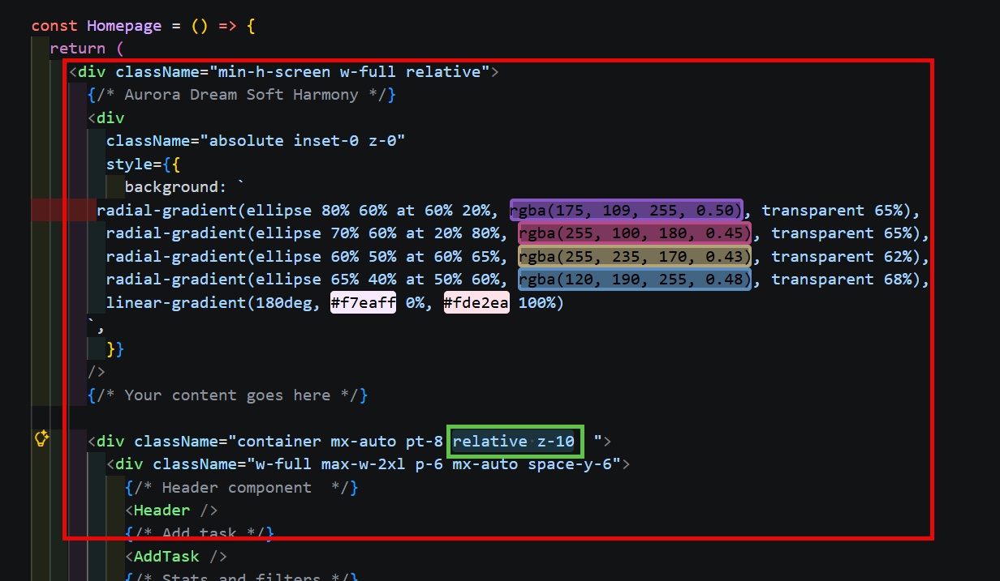 const Homepage = () => {
return (
<div className="min-h-screen w-full relative">
{/* Aurora Dream Soft Harmony */}
<div
className="absolute inset-0 z-0"
style={{
background: `
radial-gradient(ellipse 80% 60% at 60% 20%, rgba(175, 109, 255, 0.50), transparent 65%),
radial-gradient(ellipse 70% 60% at 20% 80%, rgba(255, 100, 180, 0.45), transparent 65%),
radial-gradient(ellipse 60% 50% at 60% 65%, rgba(255, 235, 170, 0.43), transparent 62%),
radial-gradient(ellipse 65% 40% at 50% 60%, rgba(120, 190, 255, 0.48), transparent 68%),
linear-gradient(180deg, #f7eaff 0%, #fde2ea 100%)
`,
}}
/>
{/* Your content goes here */}
<div className="container mx-auto pt-8 relative z-10 ">
<div className="w-full max-w-2xl p-6 mx-auto space-y-6">
{/* Header component */}
<Header />
{/* Add task */}
<AddTask />
{/* Stats and filters */}